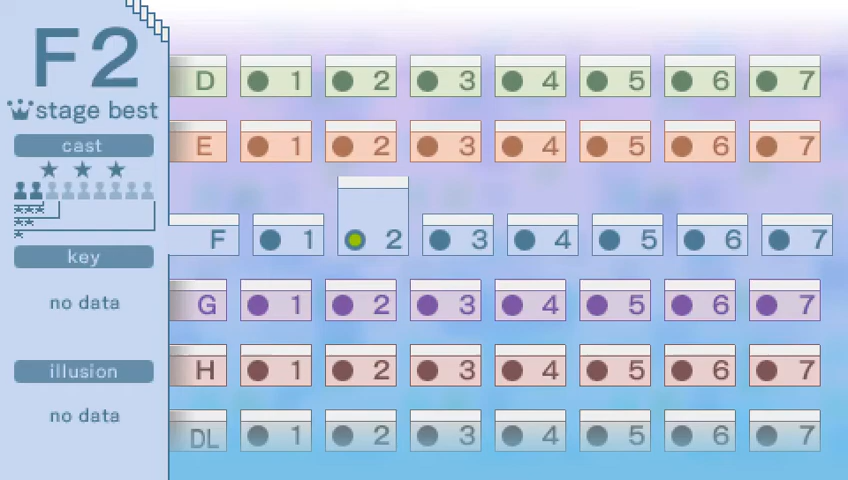 F2
stage best
cast
★ ★ ★
★★★
★★
★
key
no data
illusion
no data
D 1 2 3 4 5 6 7
E 1 2 3 4 5 6 7
F 1 2 3 4 5 6 7
G 1 2 3 4 5 6 7
H 1 2 3 4 5 6 7
DL 1 2 3 4 5 6 7